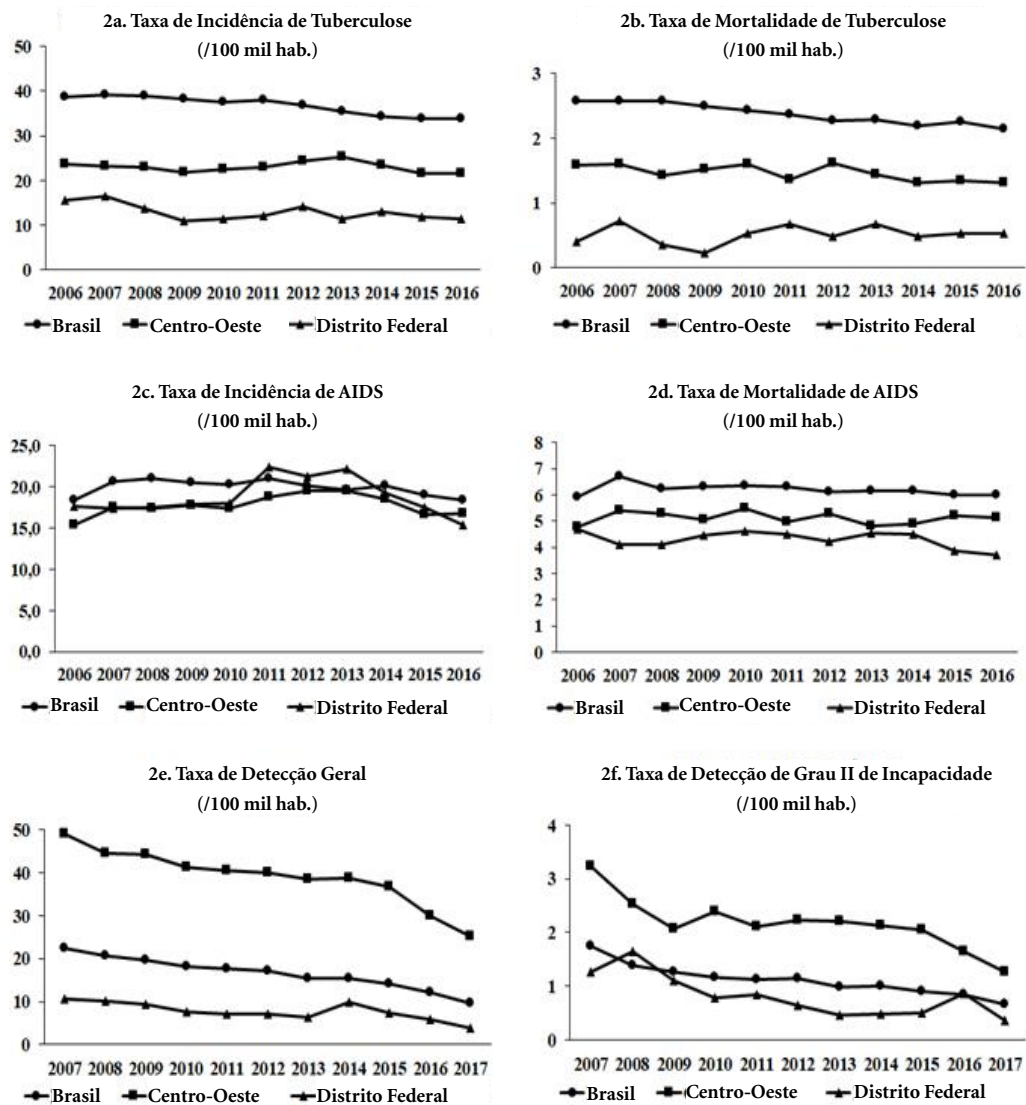 2a. Taxa de Incidência de Tuberculose
(/100 mil hab.)
50
40
30
20
10
0
2006 2007 2008 2009 2010 2011 2012 2013 2014 2015 2016
Brasil Centro-Oeste Distrito Federal
2b. Taxa de Mortalidade de Tuberculose
(/100 mil hab.)
3
2
1
0
2006 2007 2008 2009 2010 2011 2012 2013 2014 2015 2016
Brasil Centro-Oeste Distrito Federal
2c. Taxa de Incidência de AIDS
(/100 mil hab.)
25,0
20,0
15,0
10,0
5,0
0,0
2006 2007 2008 2009 2010 2011 2012 2013 2014 2015 2016
Brasil Centro-Oeste Distrito Federal
2d. Taxa de Mortalidade de AIDS
(/100 mil hab.)
8
7
6
5
4
3
2
1
0
2006 2007 2008 2009 2010 2011 2012 2013 2014 2015 2016
Brasil Centro-Oeste Distrito Federal
2e. Taxa de Detecção Geral
(/100 mil hab.)
50
40
30
20
10
0
2007 2008 2009 2010 2011 2012 2013 2014 2015 2016 2017
Brasil Centro-Oeste Distrito Federal
2f. Taxa de Detecção de Grau II de Incapacidade
(/100 mil hab.)
4
3
2
1
0
2007 2008 2009 2010 2011 2012 2013 2014 2015 2016 2017
Brasil Centro-Oeste Distrito Federal